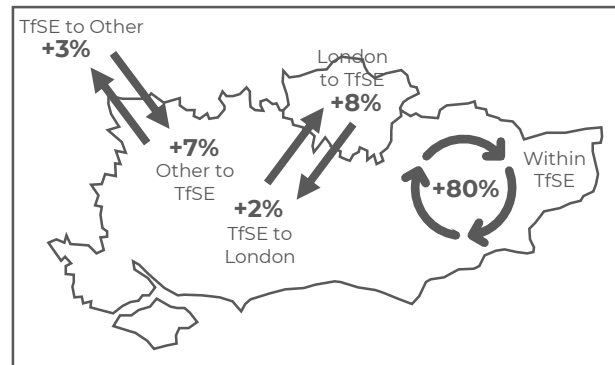 TfSE to Other
+3%
London
to TfSE
+8%
+7%
Other to
TfSE
+2%
TfSE to
London
Within
TfSE
+80%